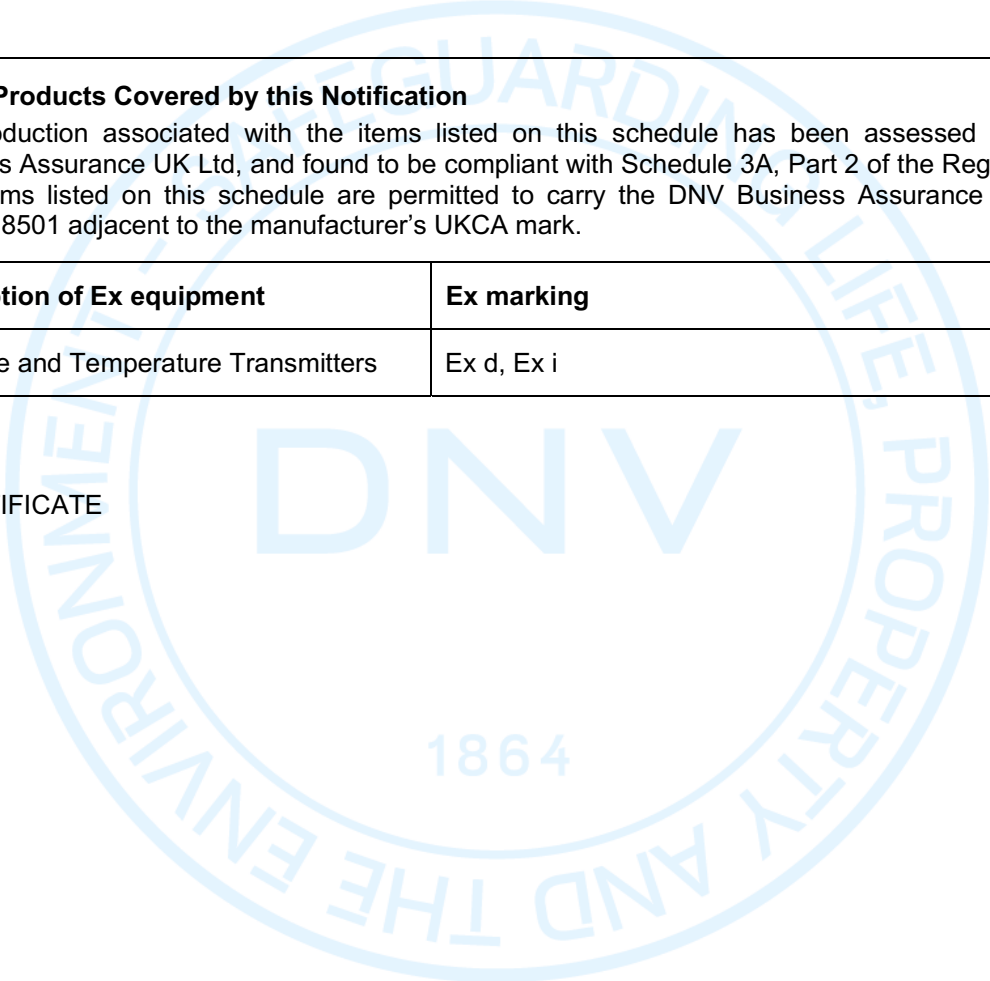 Products Covered by this Notification
oduction associated with the items listed on this schedule has been assessed
s Assurance UK Ltd, and found to be compliant with Schedule 3A, Part 2 of the Reg
ms listed on this schedule are permitted to carry the DNV Business Assurance
8501 adjacent to the manufacturer's UKCA mark.
tion of Ex equipment
Ex marking
e and Temperature Transmitters
Ex d, Ex i
IFICATE
SAFEGUARDING LIFE, PROPERTY AND THE ENVIRONMENT –
DNV
1864